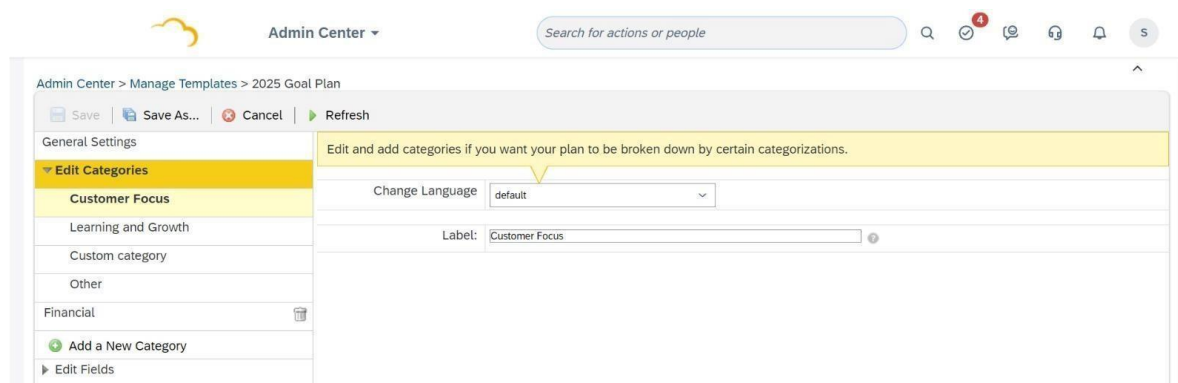 Admin Center
Search for actions or people
4
S
Admin Center > Manage Templates > 2025 Goal Plan
Save
Save As...
Cancel
Refresh
General Settings
Edit and add categories if you want your plan to be broken down by certain categorizations.
Edit Categories
Change Language
default
Customer Focus
Learning and Growth
Label:
Customer Focus
Custom category
Other
Financial
Add a New Category
Edit Fields